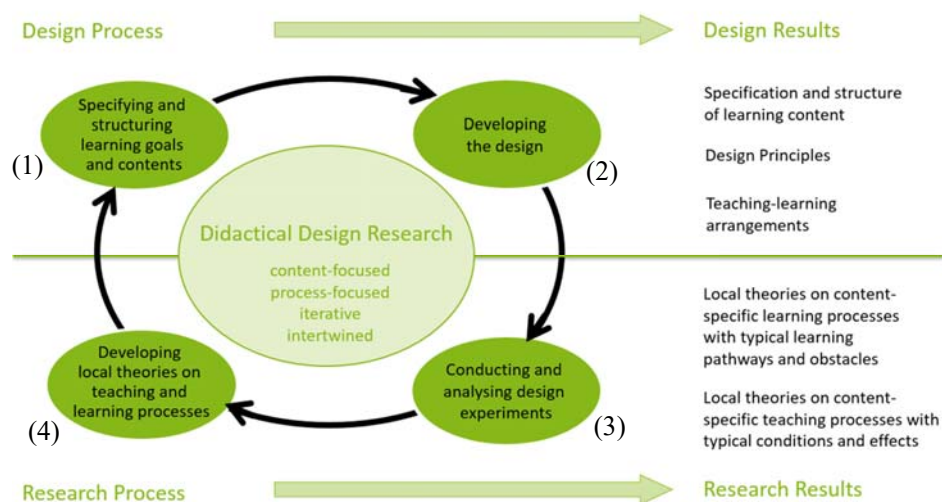 Design Process
Design Results
Specifying and
structuring
learning goals
and contents
(1)
Developing
the design
(2)
Specification and structure
of learning content
Design Principles
Teaching-learning
arrangements
Didactical Design Research
content-focused
process-focused
iterative
intertwined
Developing
local theories on
teaching and
learning processes
(4)
Conducting and
analysing design
experiments
(3)
Local theories on content-
specific learning processes
with typical learning
pathways and obstacles
Local theories on content-
specific teaching processes with
typical conditions and effects
Research Process
Research Results